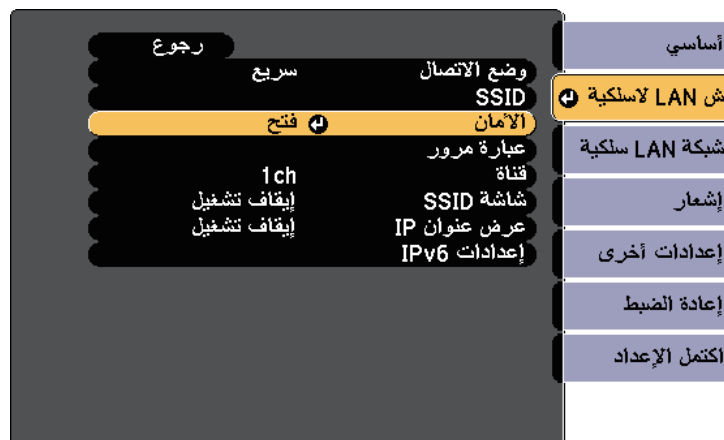 أساسي
ش LAN لاسلكية
شبكة LAN سلكية
إشعار
إعدادات أخرى
إعادة الضبط
اكتمل الإعداد
رجوع
وضع الاتصال سريع
SSID
الأمان فتح
عبارة مرور
قناة 1ch
شاشة SSID إيقاف تشغيل
عرض عنوان IP إيقاف تشغيل
إعدادات IPv6